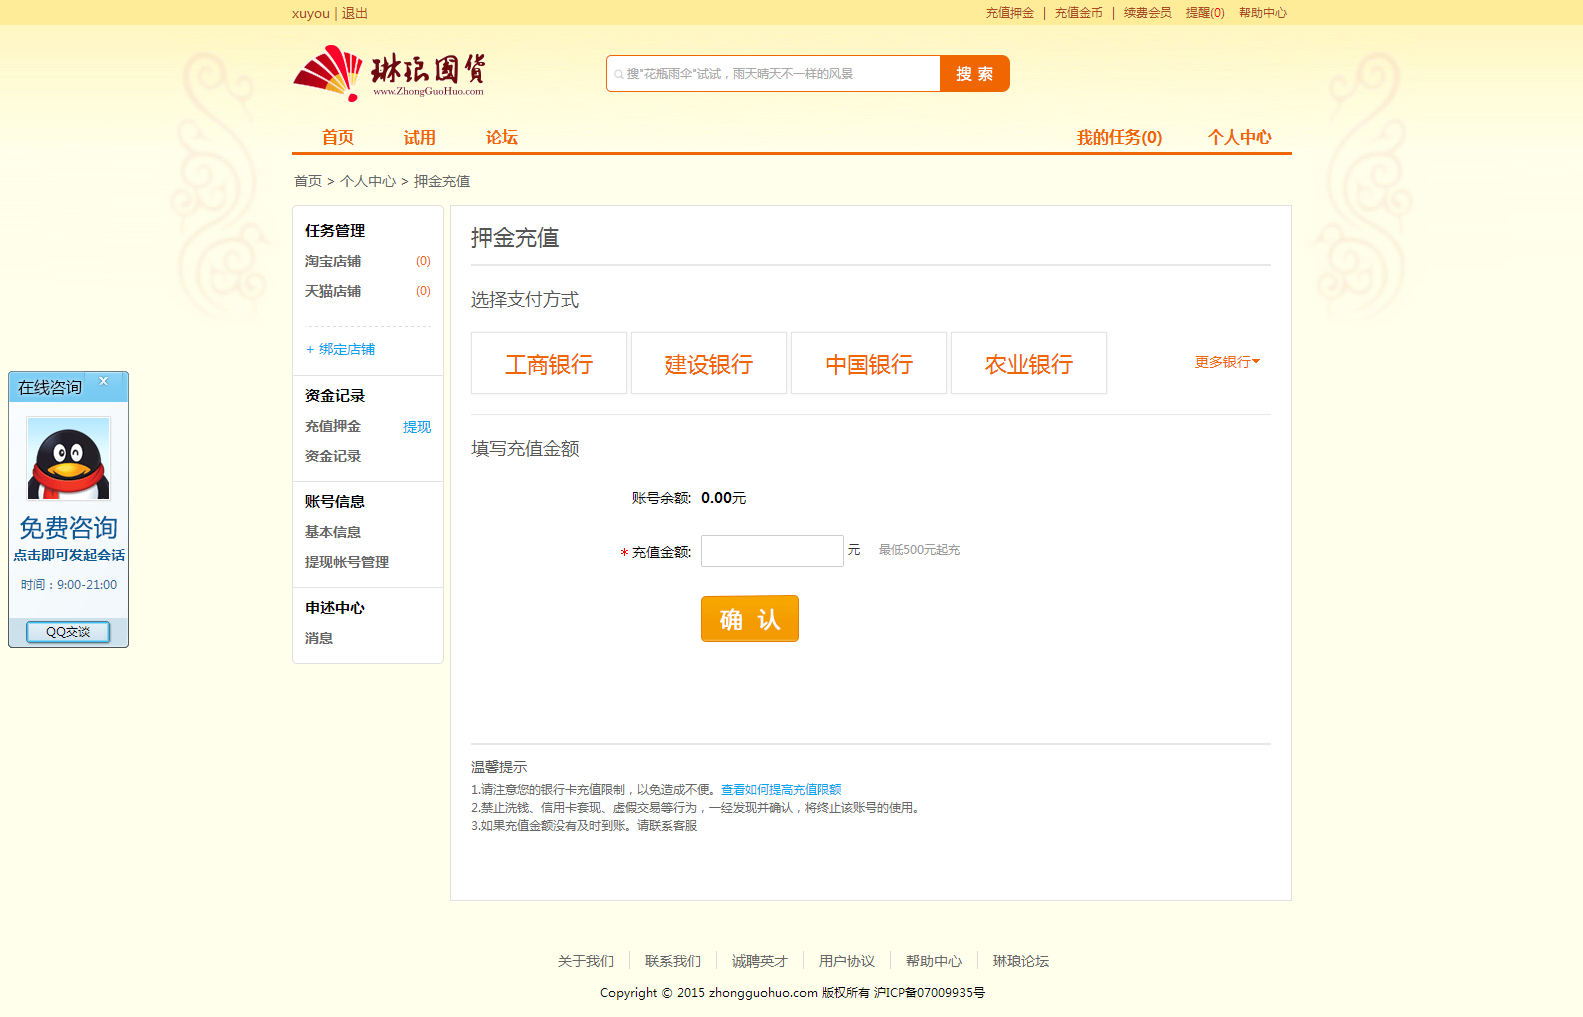 xuyou | 退出
充值押金 | 充值金币 | 续费会员 提醒(0) 帮助中心
琳琅国貨
www.ZhongGuoHuo.com
搜"花瓶雨伞"试试，雨天晴天不一样的风景
搜 索
首页 试用 论坛 我的任务(0) 个人中心
首页 > 个人中心 > 押金充值
任务管理
淘宝店铺 (0)
天猫店铺 (0)
+ 绑定店铺
资金记录
充值押金 提现
资金记录
账号信息
基本信息
提现帐号管理
申述中心
消息
押金充值
选择支付方式
工商银行 建设银行 中国银行 农业银行 更多银行
填写充值金额
账号余额: 0.00元
* 充值金额: 元 最低500元起充
确 认
温馨提示
1.请注意您的银行卡充值限制，以免造成不便。查看如何提高充值限额
2.禁止洗钱、信用卡套现、虚假交易等行为，一经发现并确认，将终止该账号的使用。
3.如果充值金额没有及时到账。请联系客服
在线咨询 x
免费咨询
点击即可发起会话
时间：9:00-21:00
QQ交谈
关于我们 联系我们 诚聘英才 用户协议 帮助中心 琳琅论坛
Copyright © 2015 zhongguohuo.com 版权所有 沪ICP备07009935号